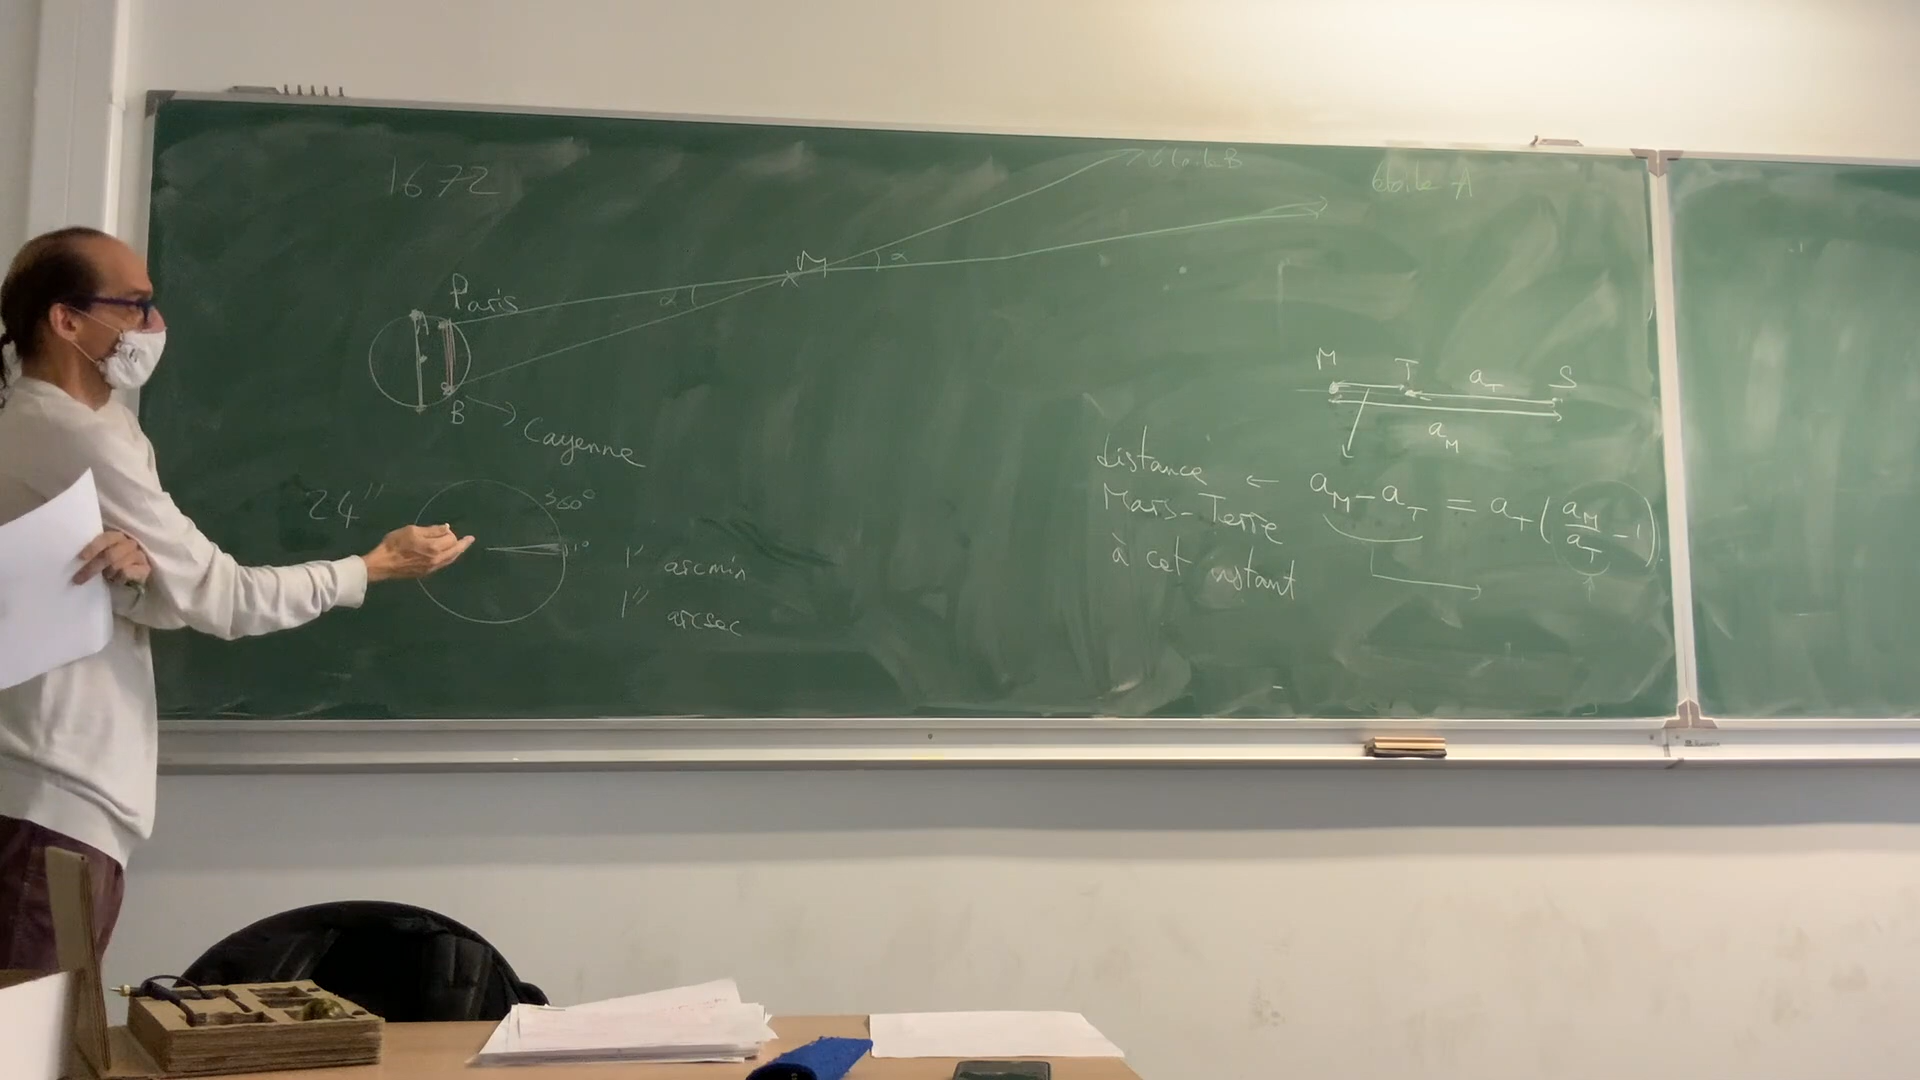 1672
étoile B
étoile A
Paris
M
α
α
A
B
Cayenne
M T a_T S
a_M
distance ← a_M - a_T = a_T (a_M/a_T - 1)
Mars-Terre
à cet instant
24"
360°
1°
1' arcmin
1" arcsec